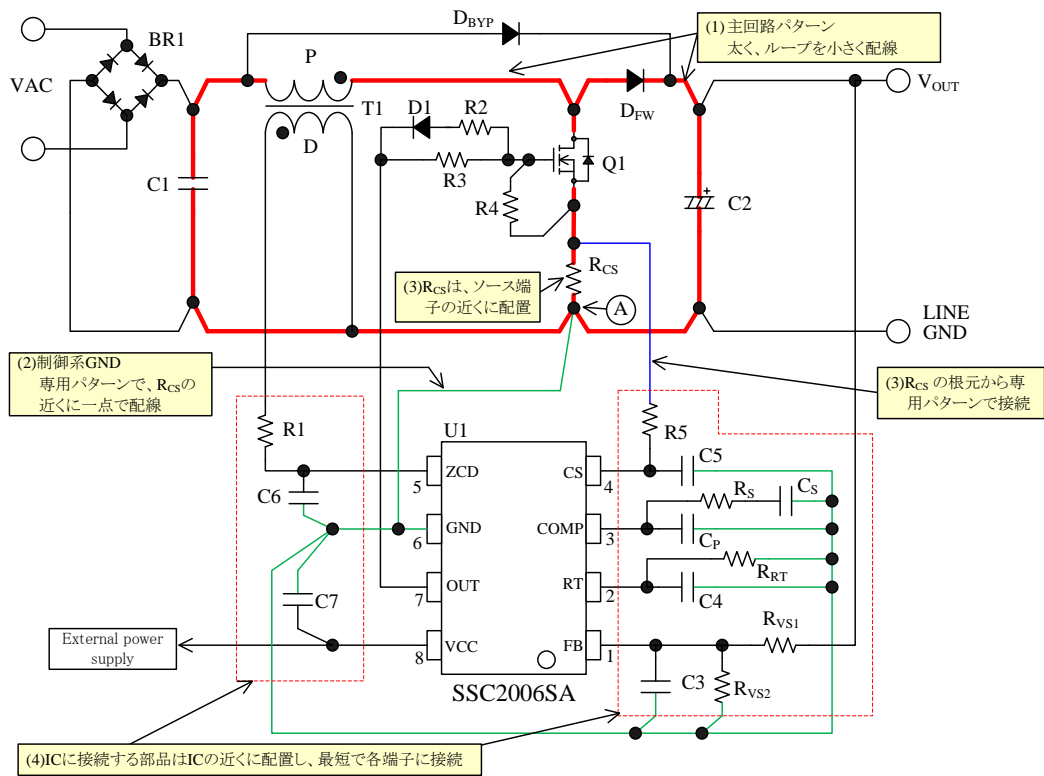 DBYP
(1)主回路パターン
太く、ループを小さく配線
BR1
VAC
P
T1
D
D1
R2
R3
R4
Q1
DFW
VOUT
C1
C2
RCS
(3)RCSは、ソース端
子の近くに配置
A
LINE
GND
(2)制御系GND
専用パターンで、RCSの
近くに一点で配線
(3)RCS の根元から専
用パターンで接続
R1
U1
R5
C5
ZCD
5
CS
4
C6
RS
CS
GND
6
COMP
3
CP
RRT
OUT
7
RT
2
C7
C4
External power
supply
VCC
8
FB
1
RVS1
C3
RVS2
SSC2006SA
(4)ICに接続する部品はICの近くに配置し、最短で各端子に接続
+